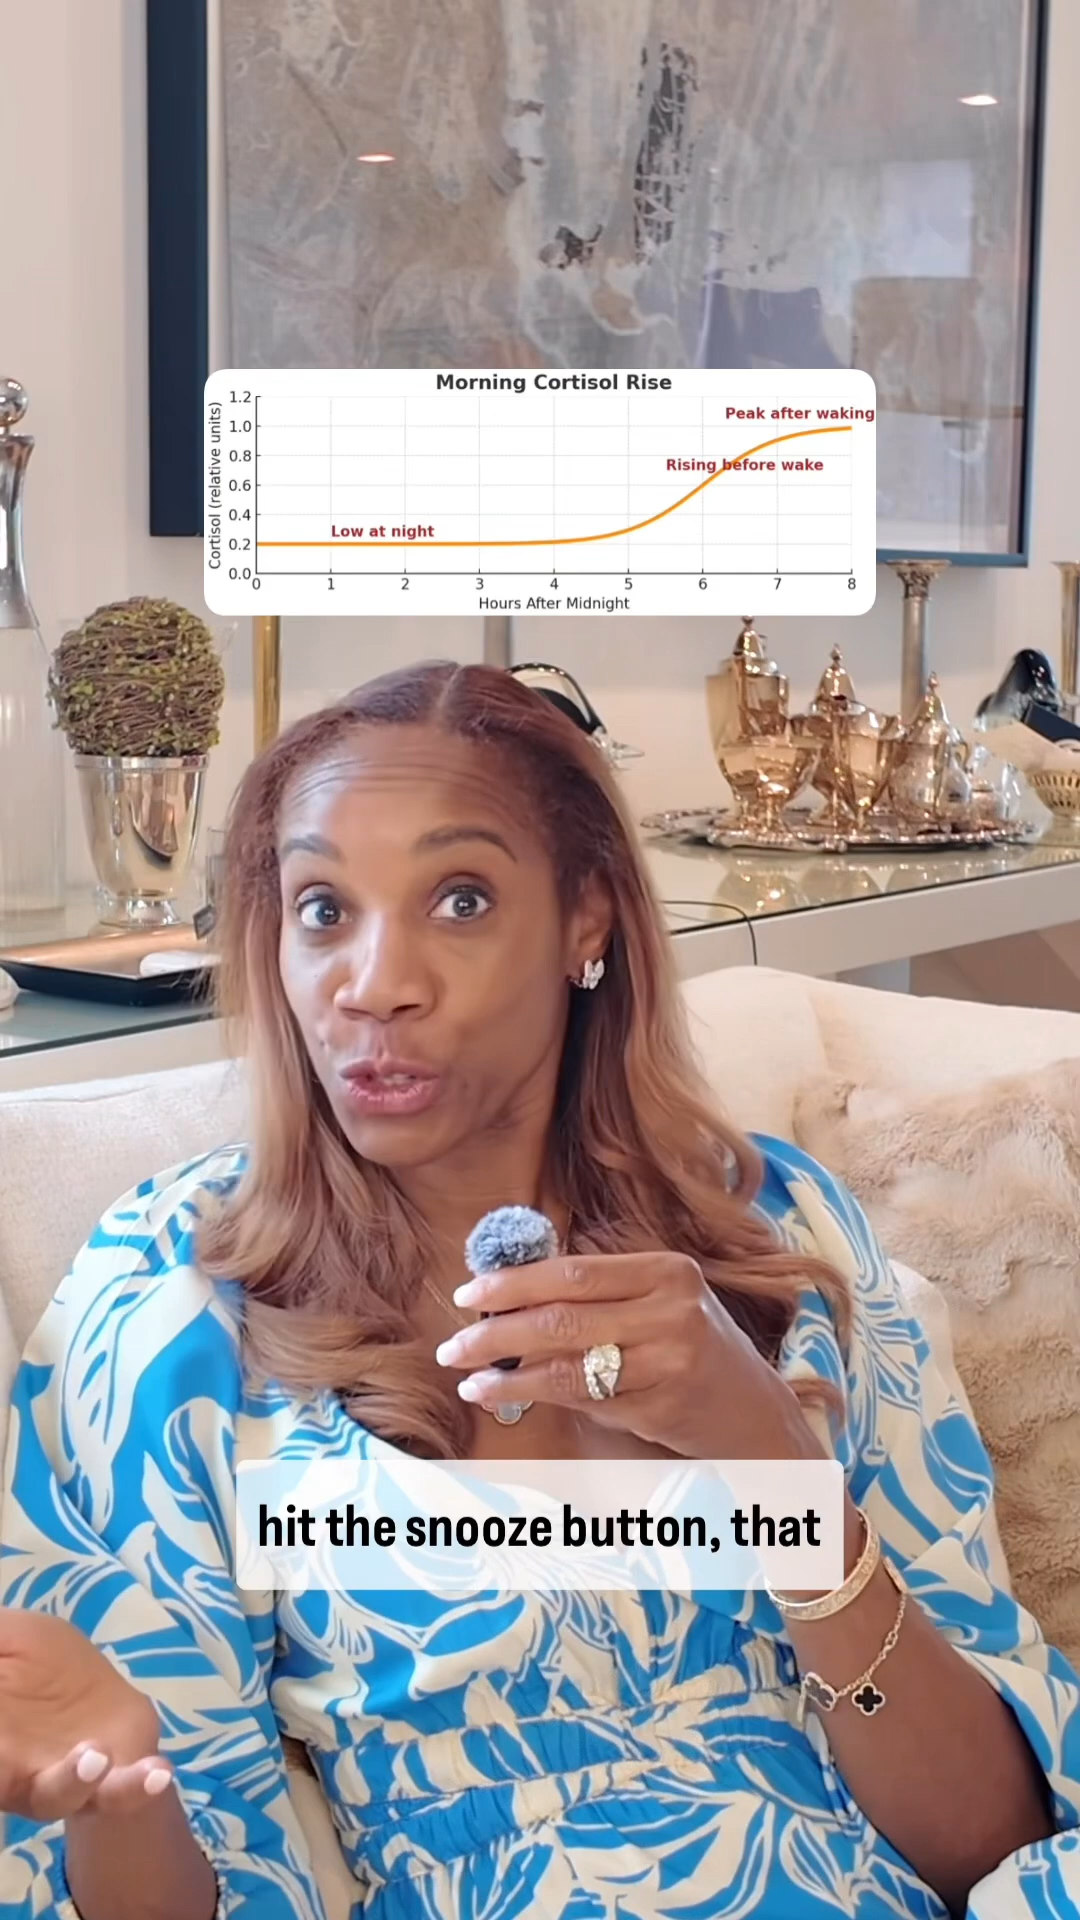 Morning Cortisol Rise
Cortisol (relative units)
1.2
1.0
0.8
0.6
0.4
0.2
0.0
Peak after waking
Rising before wake
Low at night
0 1 2 3 4 5 6 7 8
Hours After Midnight
hit the snooze button, that